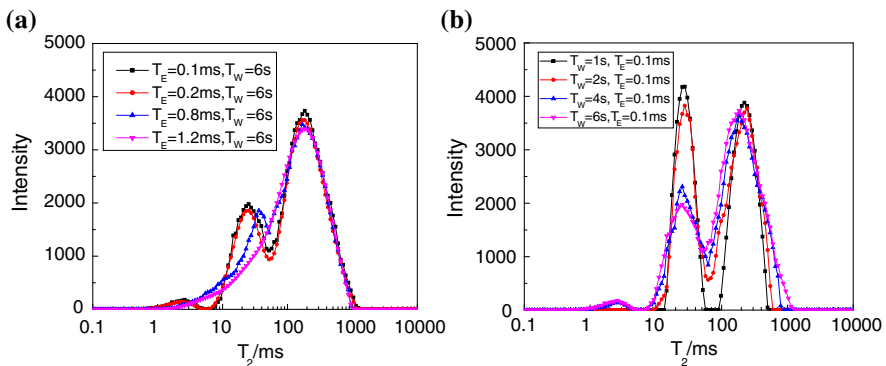 (a)
5000
4000
3000
2000
1000
0
Intensity
T_E=0.1ms,T_W=6s
T_E=0.2ms,T_W=6s
T_E=0.8ms,T_W=6s
T_E=1.2ms,T_W=6s
0.1 1 10 100 1000 10000
T_2/ms
(b)
5000
4000
3000
2000
1000
0
Intensity
T_W=1s, T_E=0.1ms
T_W=2s, T_E=0.1ms
T_W=4s, T_E=0.1ms
T_W=6s,T_E=0.1ms
0.1 1 10 100 1000 10000
T_2/ms